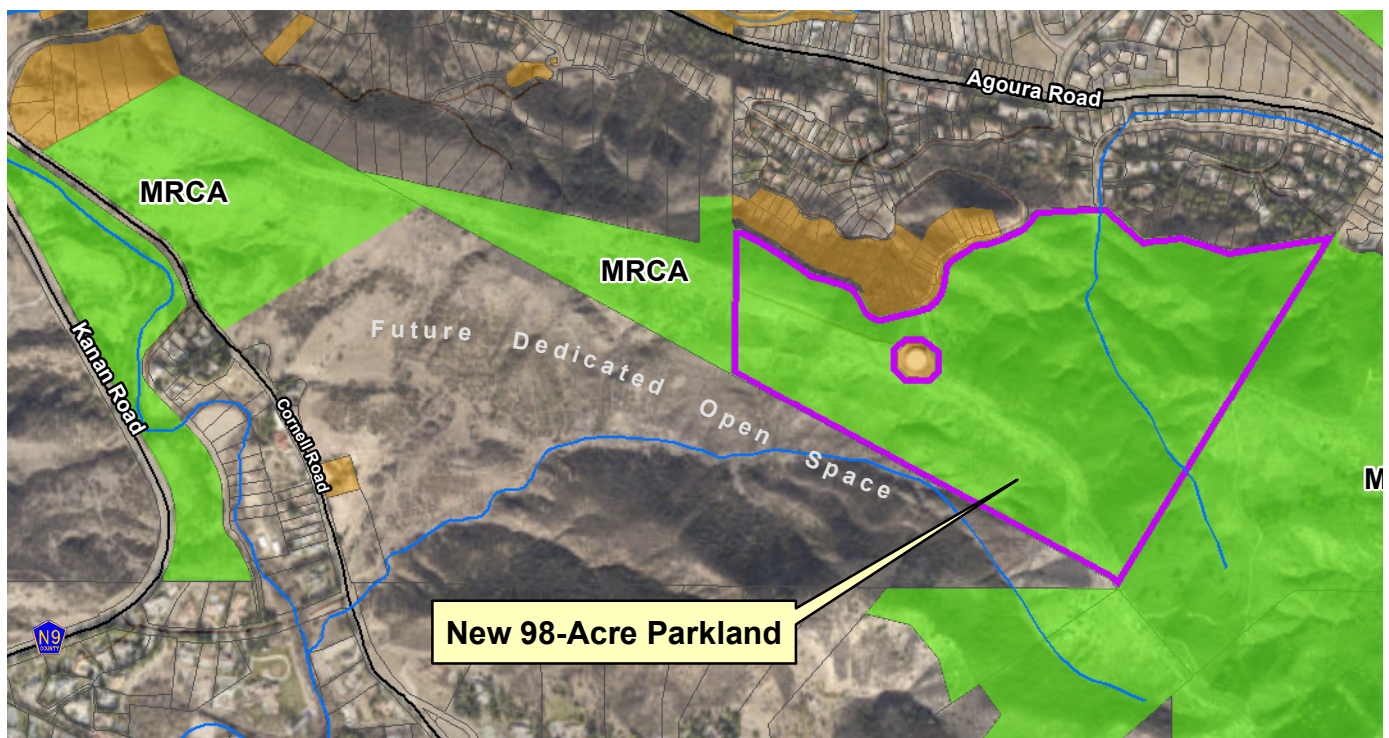 Agoura Road
MRCA
MRCA
Kanan Road
Future Dedicated Open Space
Cornell Road
M
New 98-Acre Parkland
N9
COUNTY